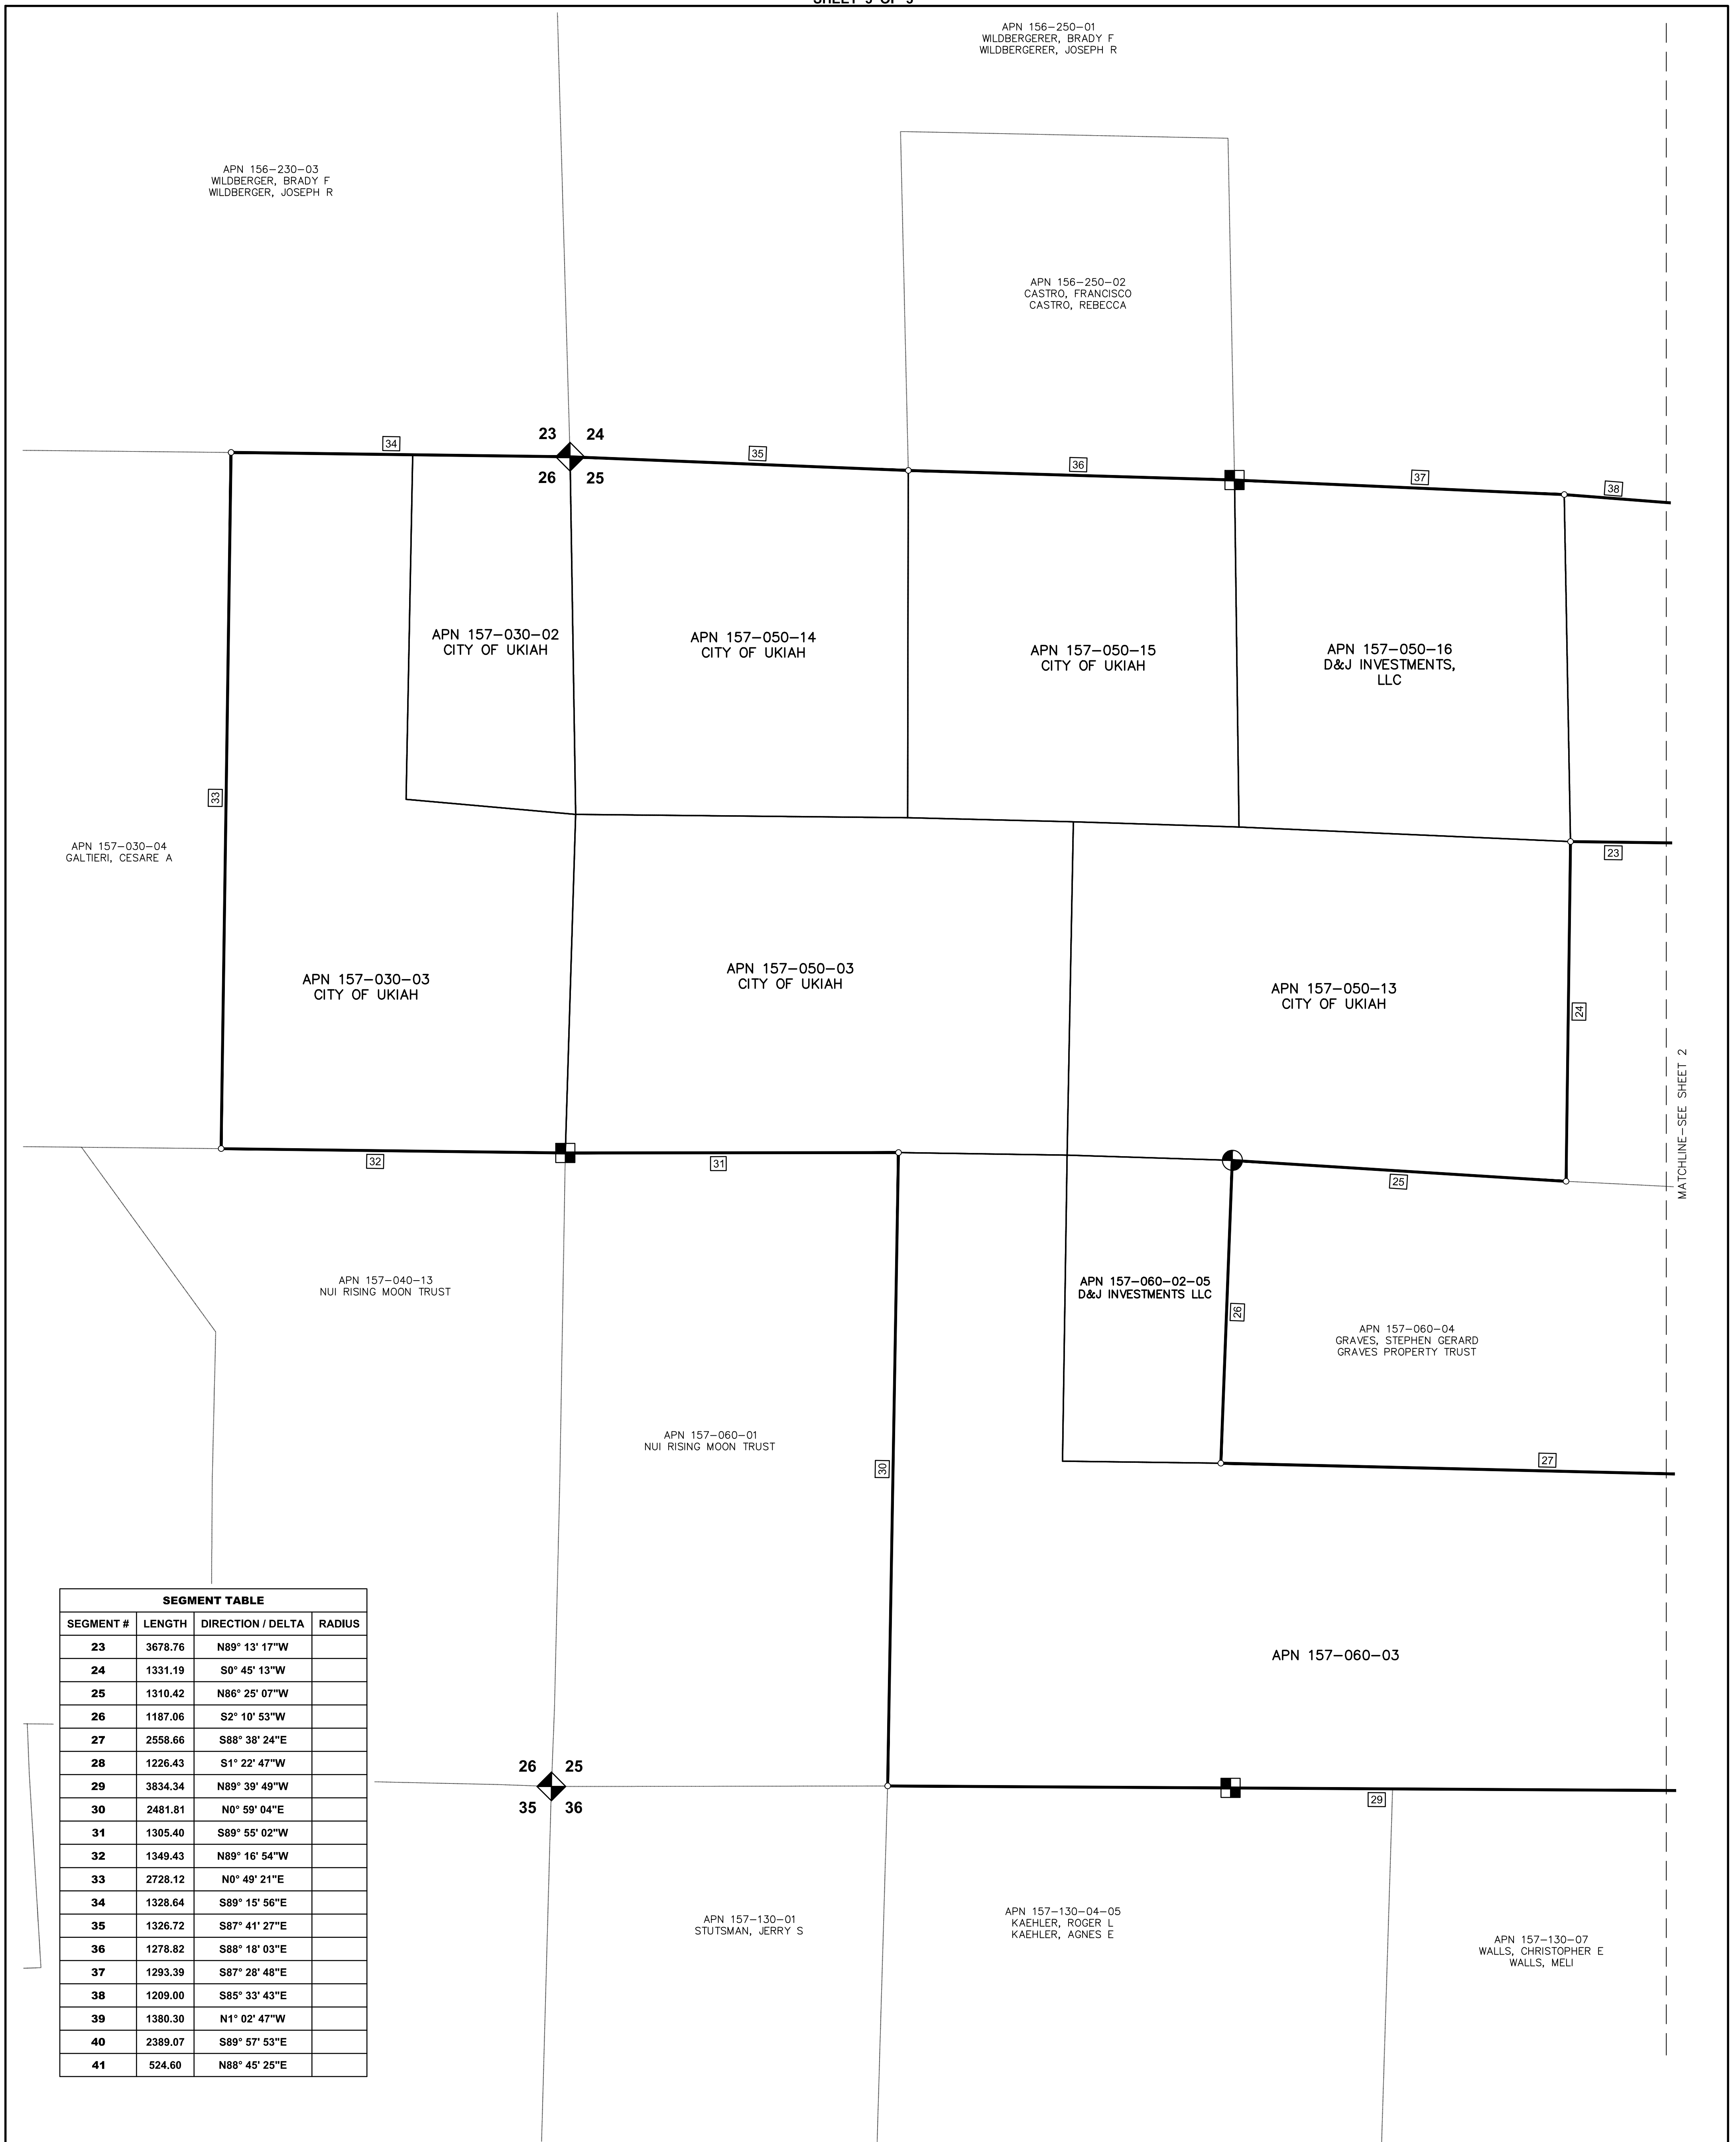 SHEET 3 OF 3
APN 156-250-01
WILDBERGERER, BRADY F
WILDBERGERER, JOSEPH R
APN 156-230-03
WILDBERGER, BRADY F
WILDBERGER, JOSEPH R
APN 156-250-02
CASTRO, FRANCISCO
CASTRO, REBECCA
23 24
26 25
34
35
36
37
38
APN 157-030-02
CITY OF UKIAH
APN 157-050-14
CITY OF UKIAH
APN 157-050-15
CITY OF UKIAH
APN 157-050-16
D&J INVESTMENTS,
LLC
33
APN 157-030-04
GALTIERI, CESARE A
23
APN 157-030-03
CITY OF UKIAH
APN 157-050-03
CITY OF UKIAH
APN 157-050-13
CITY OF UKIAH
24
MATCHLINE-SEE SHEET 2
32
31
25
APN 157-040-13
NUI RISING MOON TRUST
APN 157-060-02-05
D&J INVESTMENTS LLC
26
APN 157-060-04
GRAVES, STEPHEN GERARD
GRAVES PROPERTY TRUST
APN 157-060-01
NUI RISING MOON TRUST
30
27
APN 157-060-03
26 25
35 36
29
APN 157-130-01
STUTSMAN, JERRY S
APN 157-130-04-05
KAEHLER, ROGER L
KAEHLER, AGNES E
APN 157-130-07
WALLS, CHRISTOPHER E
WALLS, MELI
SEGMENT TABLE
SEGMENT # LENGTH DIRECTION / DELTA RADIUS
23 3678.76 N89° 13' 17"W
24 1331.19 S0° 45' 13"W
25 1310.42 N86° 25' 07"W
26 1187.06 S2° 10' 53"W
27 2558.66 S88° 38' 24"E
28 1226.43 S1° 22' 47"W
29 3834.34 N89° 39' 49"W
30 2481.81 N0° 59' 04"E
31 1305.40 S89° 55' 02"W
32 1349.43 N89° 16' 54"W
33 2728.12 N0° 49' 21"E
34 1328.64 S89° 15' 56"E
35 1326.72 S87° 41' 27"E
36 1278.82 S88° 18' 03"E
37 1293.39 S87° 28' 48"E
38 1209.00 S85° 33' 43"E
39 1380.30 N1° 02' 47"W
40 2389.07 S89° 57' 53"E
41 524.60 N88° 45' 25"E